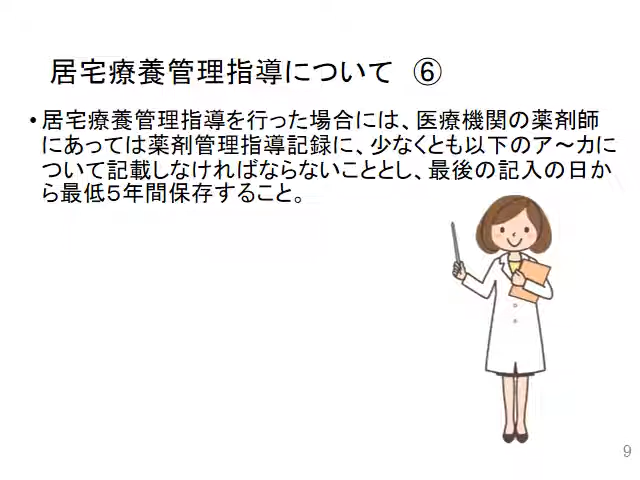 居宅療養管理指導について ⑥
•居宅療養管理指導を行った場合には、医療機関の薬剤師
にあっては薬剤管理指導記録に、少なくとも以下のア～カに
ついて記載しなければならないこととし、最後の記入の日か
ら最低５年間保存すること。
9